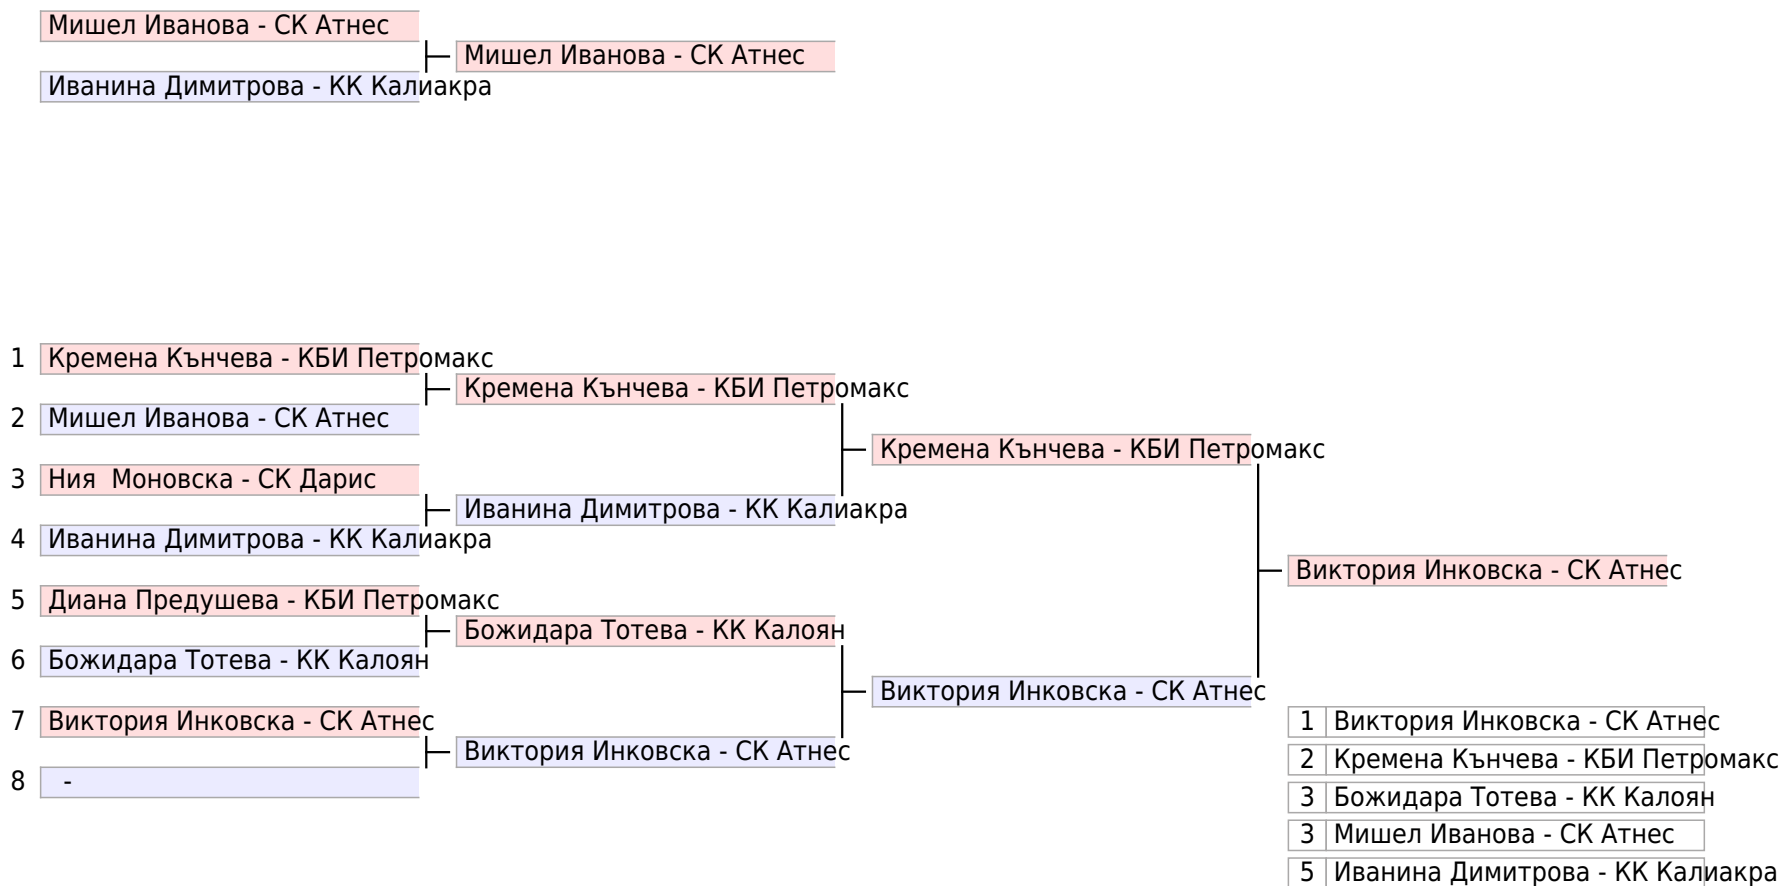 Мишел Иванова - СК Атнес
Мишел Иванова - СК Атнес
Иванина Димитрова - КК Калиакра
1 Кремена Кънчева - КБИ Петромакс
Кремена Кънчева - КБИ Петромакс
2 Мишел Иванова - СК Атнес
Кремена Кънчева - КБИ Петромакс
3 Ния  Моновска - СК Дарис
Иванина Димитрова - КК Калиакра
4 Иванина Димитрова - КК Калиакра
Виктория Инковска - СК Атнес
5 Диана Предушева - КБИ Петромакс
Божидара Тотева - КК Калоян
6 Божидара Тотева - КК Калоян
Виктория Инковска - СК Атнес
7 Виктория Инковска - СК Атнес
Виктория Инковска - СК Атнес
8 -
1 Виктория Инковска - СК Атнес
2 Кремена Кънчева - КБИ Петромакс
3 Божидара Тотева - КК Калоян
3 Мишел Иванова - СК Атнес
5 Иванина Димитрова - КК Калиакра